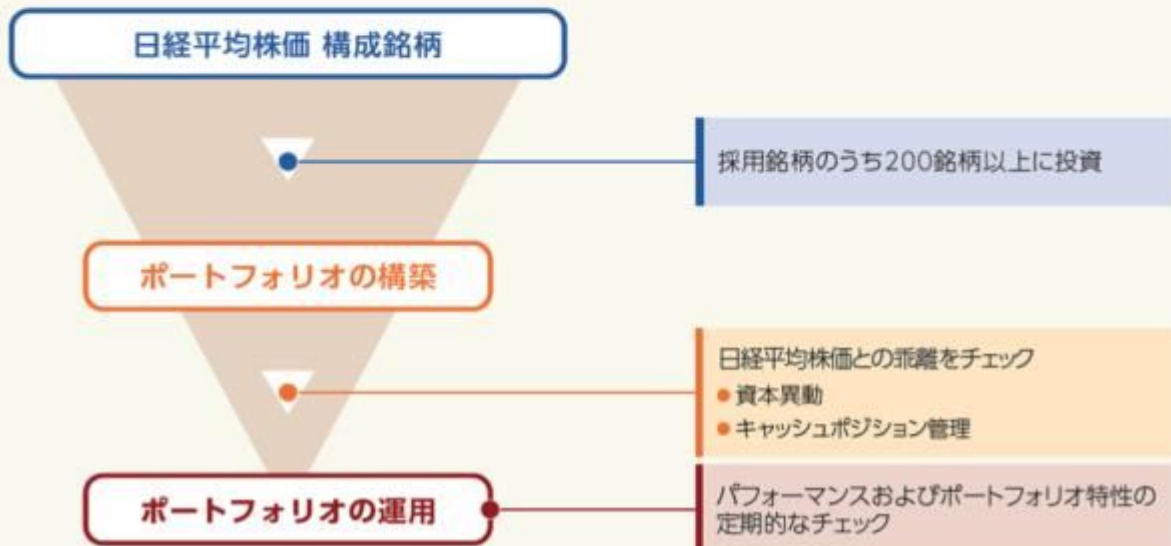 日経平均株価 構成銘柄
採用銘柄のうち200銘柄以上に投資
ポートフォリオの構築
日経平均株価との乖離をチェック
● 資本異動
● キャッシュポジション管理
ポートフォリオの運用
パフォーマンスおよびポートフォリオ特性の
定期的なチェック